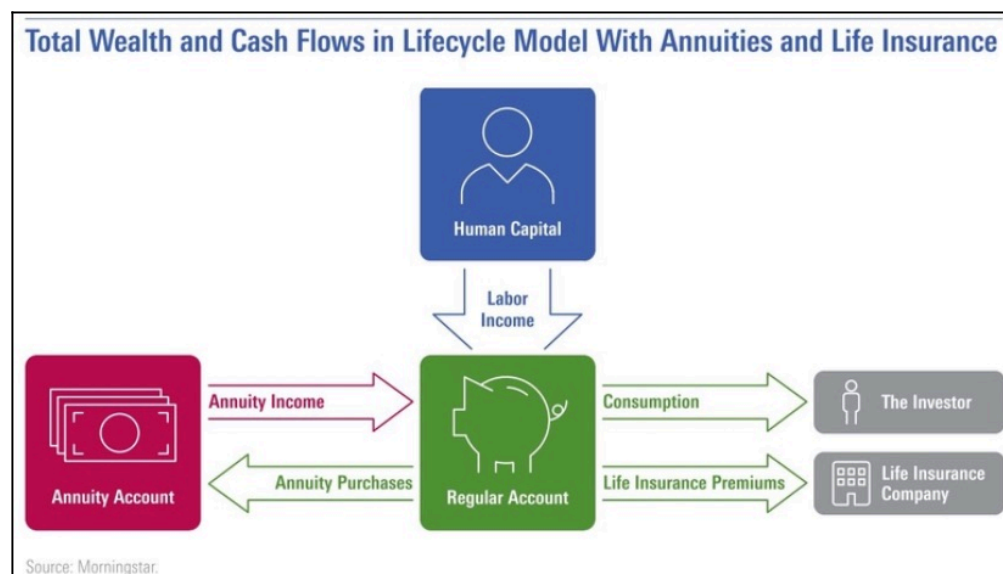 Total Wealth and Cash Flows in Lifecycle Model With Annuities and Life Insurance
Human Capital
Labor
Income
Annuity Income
Consumption
The Investor
Annuity Purchases
Life Insurance Premiums
Life Insurance
Company
Annuity Account
Regular Account
Source: Morningstar.